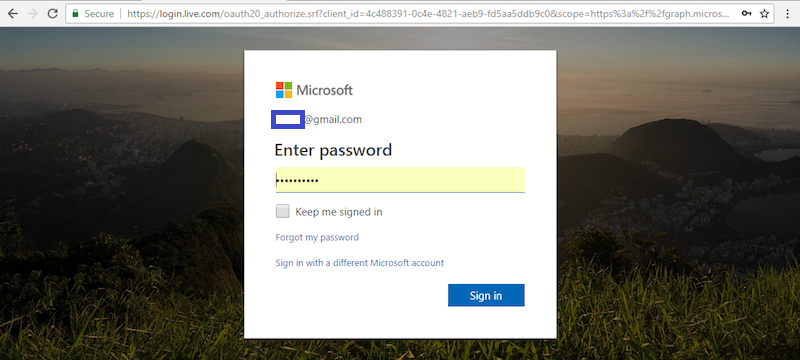 Secure https://login.live.com/oauth20_authorize.srf?client_id=4c488391-0c4e-4821-aeb9-fd5aa5ddb9c0&scope=https%3a%2f%2fgraph.micros...
Microsoft
@gmail.com
Enter password
••••••••••
Keep me signed in
Forgot my password
Sign in with a different Microsoft account
Sign in